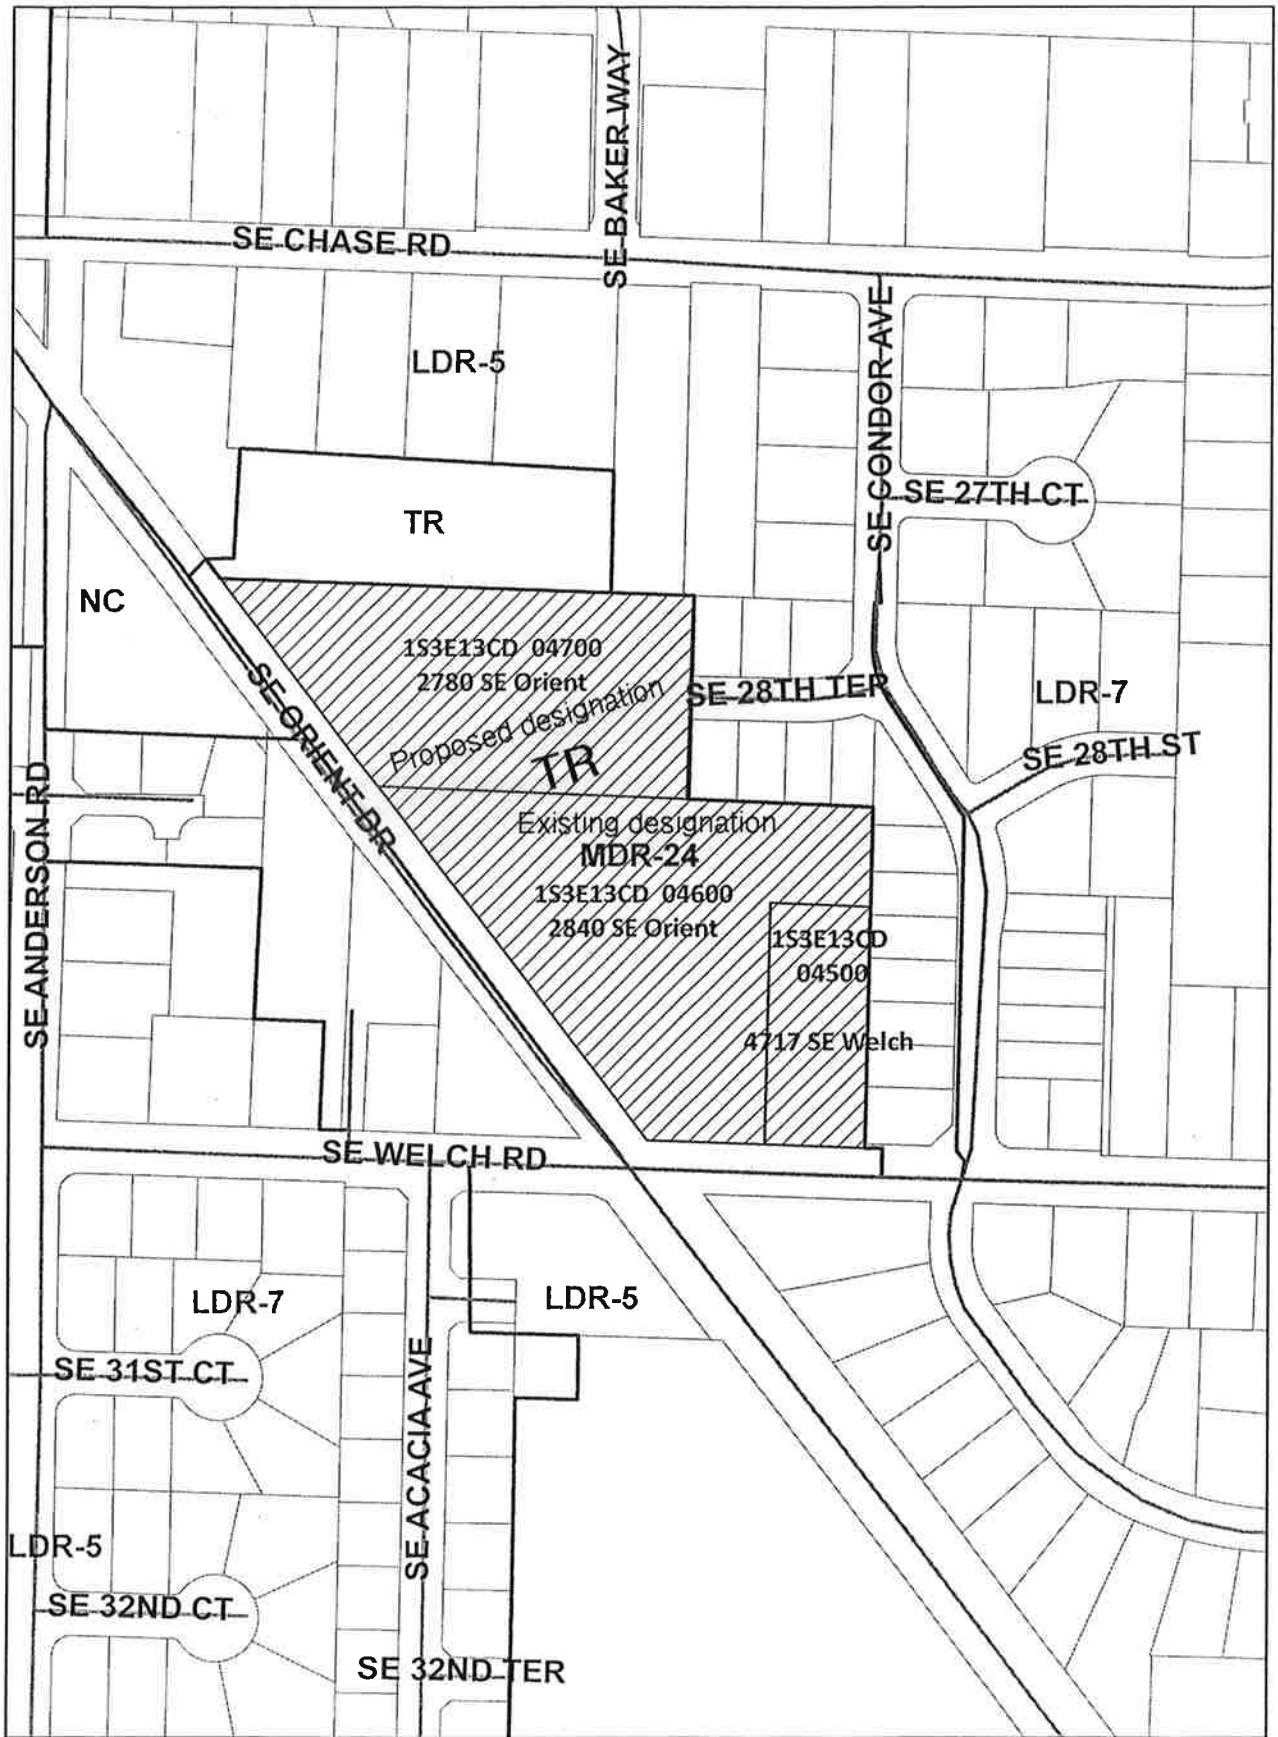 SE BAKER WAY
SE CHASE RD
SE CONDOR AVE
LDR-5
SE 27TH CT
TR
NC
1S3E13CD 04700
2780 SE Orient
Proposed designation
TR
SE 28TH TER
LDR-7
SE 28TH ST
SE ORIENT DR
SE ANDERSON RD
Existing designation
MDR-24
1S3E13CD 04600
2840 SE Orient
1S3E13CD
04500
4717 SE Welch
SE WELCH RD
LDR-7
LDR-5
SE 31ST CT
SE ACACIA AVE
LDR-5
SE 32ND CT
SE 32ND TER